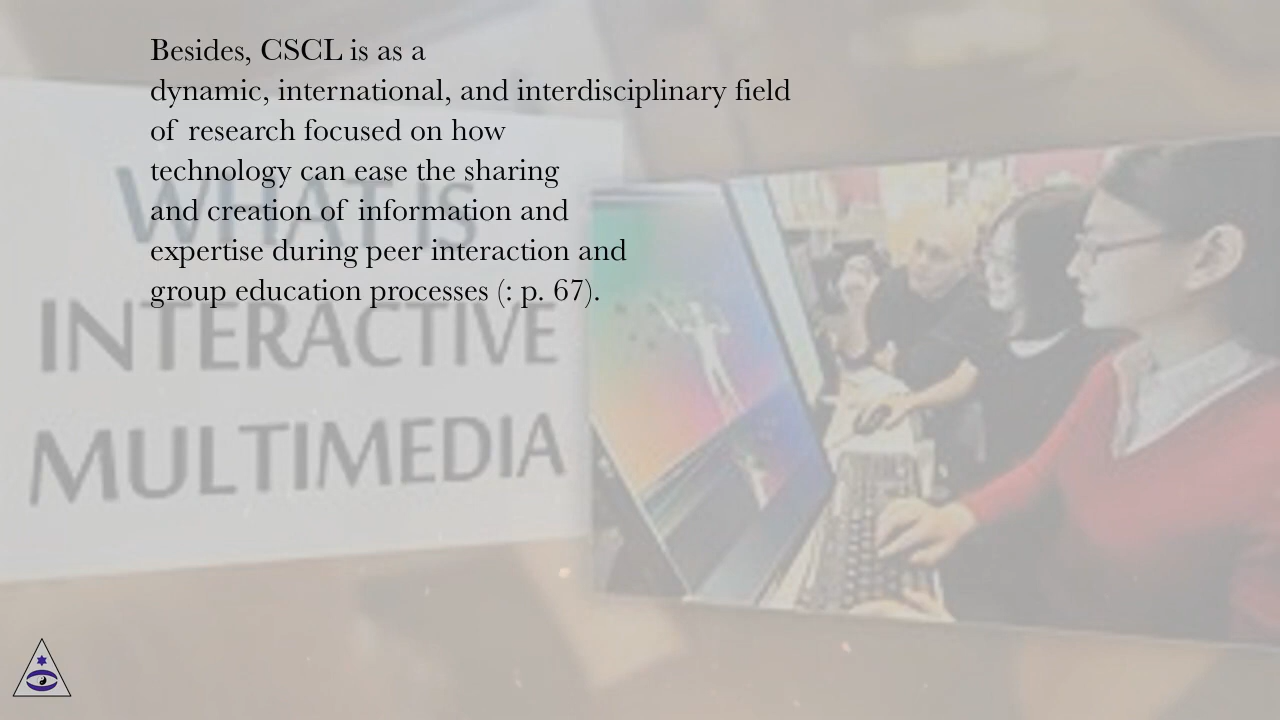 Besides, CSCL is as a
dynamic, international, and interdisciplinary field
of research focused on how
technology can ease the sharing
and creation of information and
expertise during peer interaction and
group education processes (: p. 67).
WHAT IS
INTERACTIVE
MULTIMEDIA